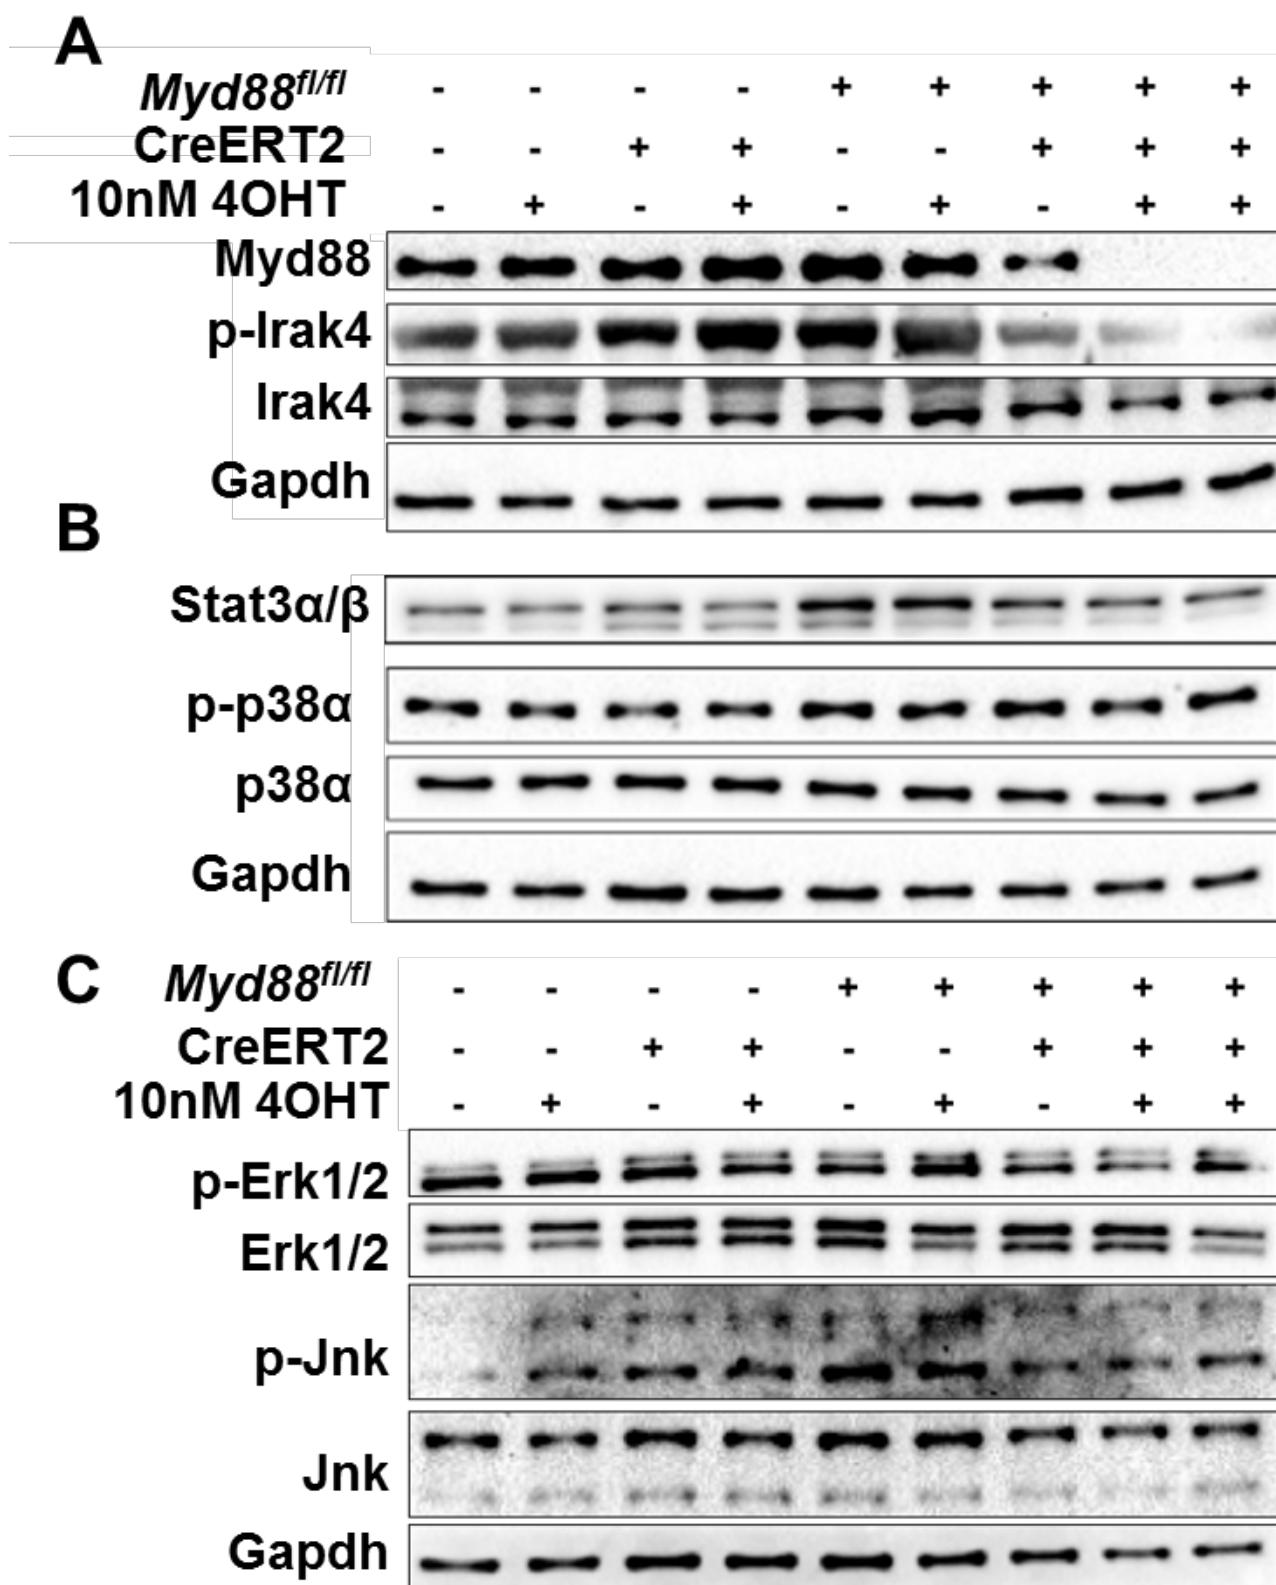 A
Myd88fl/fl - - - - + + + + +
CreERT2 - - + + - - + + +
10nM 4OHT - + - + - + - + +
Myd88
p-Irak4
Irak4
Gapdh
B
Stat3α/β
p-p38α
p38α
Gapdh
C Myd88fl/fl - - - - + + + + +
CreERT2 - - + + - - + + +
10nM 4OHT - + - + - + - + +
p-Erk1/2
Erk1/2
p-Jnk
Jnk
Gapdh